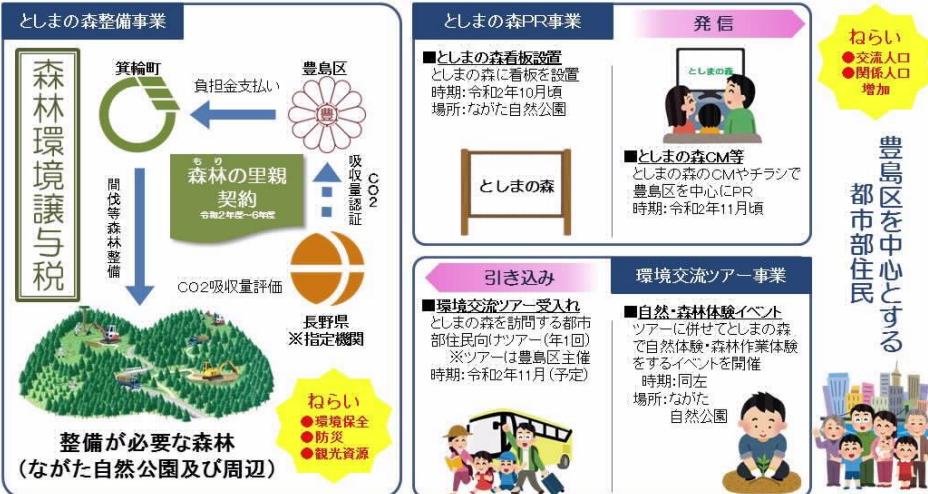 としまの森整備事業
森林環境譲与税
箕輪町
負担金支払い
豊島区
豊
間伐等森林整備
もり
森林の里親
契約
令和2年度～6年度
CO2
吸収量認証
CO2吸収量評価
長野県
※指定機関
整備が必要な森林
(ながた自然公園及び周辺)
ねらい
●環境保全
●防災
●観光資源
としまの森PR事業
発信
■としまの森看板設置
としまの森に看板を設置
時期:令和2年10月頃
場所:ながた自然公園
としまの森
としまの森
■としまの森CM等
としまの森のCMやチラシで
豊島区を中心にPR
時期:令和2年11月頃
引き込み
環境交流ツアー事業
■環境交流ツアー受入れ
としまの森を訪問する都市
部住民向けツアー(年1回)
※ツアーは豊島区主催
時期:令和2年11月(予定)
■自然・森林体験イベント
ツアーに併せてとしまの森
で自然体験・森林作業体験
をするイベントを開催
時期:同左
場所:ながた
自然公園
ねらい
●交流人口
●関係人口
増加
豊島区を中心とする
都市部住民